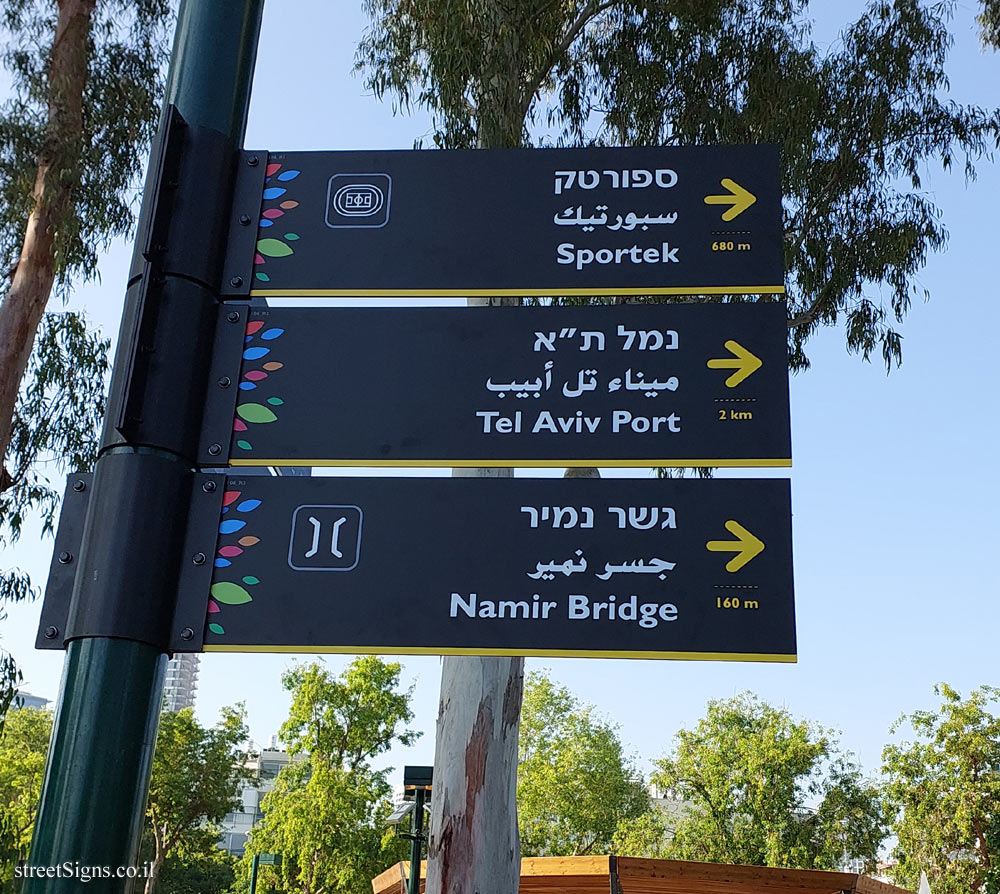 ספורטק
سبورتيك
Sportek
680 m
נמל ת״א
ميناء تل أبيب
Tel Aviv Port
2 km
גשר נמיר
جسر نمير
Namir Bridge
160 m
streetSigns.co.il